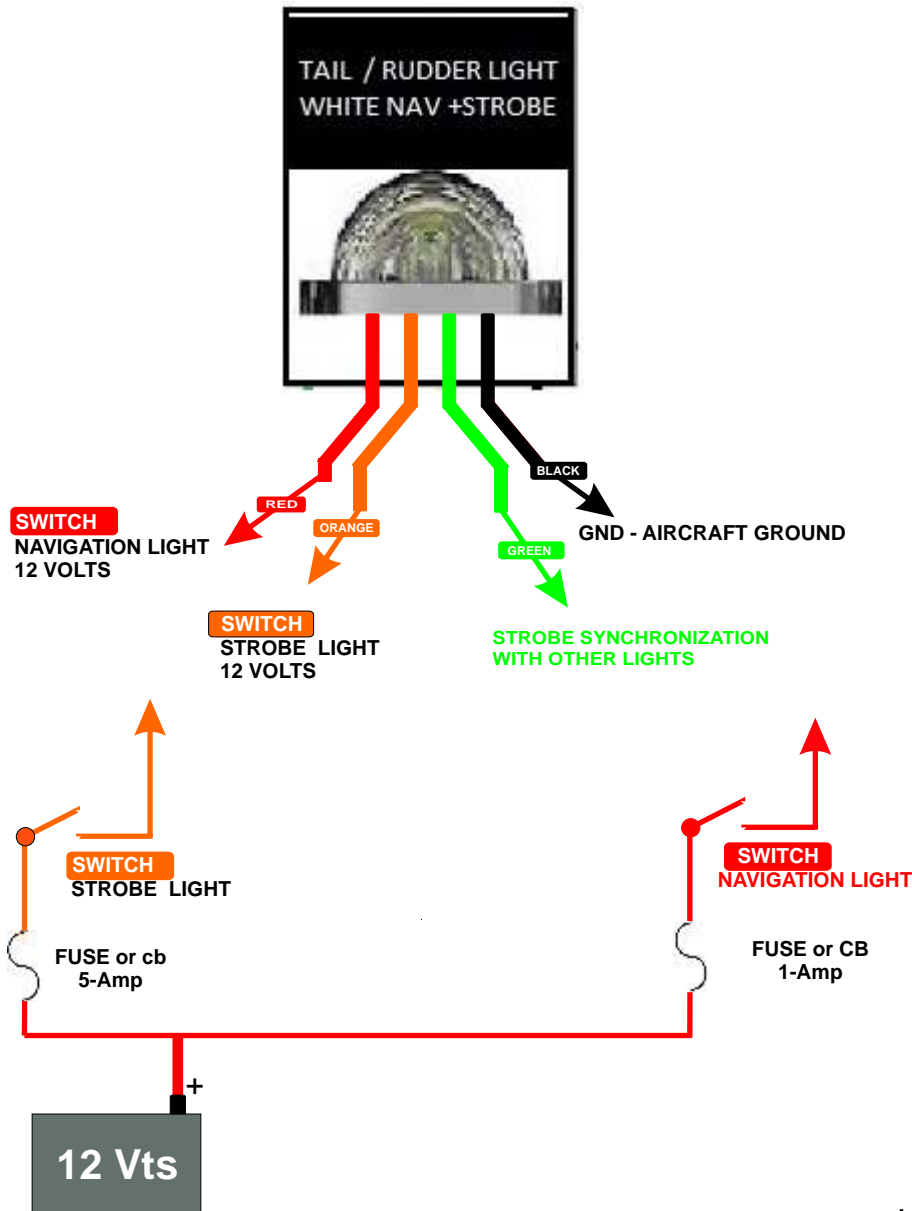 TAIL / RUDDER LIGHT
WHITE NAV +STROBE
BLACK
RED
ORANGE
GREEN
SWITCH
NAVIGATION LIGHT
12 VOLTS
GND - AIRCRAFT GROUND
SWITCH
STROBE LIGHT
12 VOLTS
STROBE SYNCHRONIZATION
WITH OTHER LIGHTS
SWITCH
STROBE LIGHT
SWITCH
NAVIGATION LIGHT
FUSE or cb
5-Amp
FUSE or CB
1-Amp
+
12 Vts